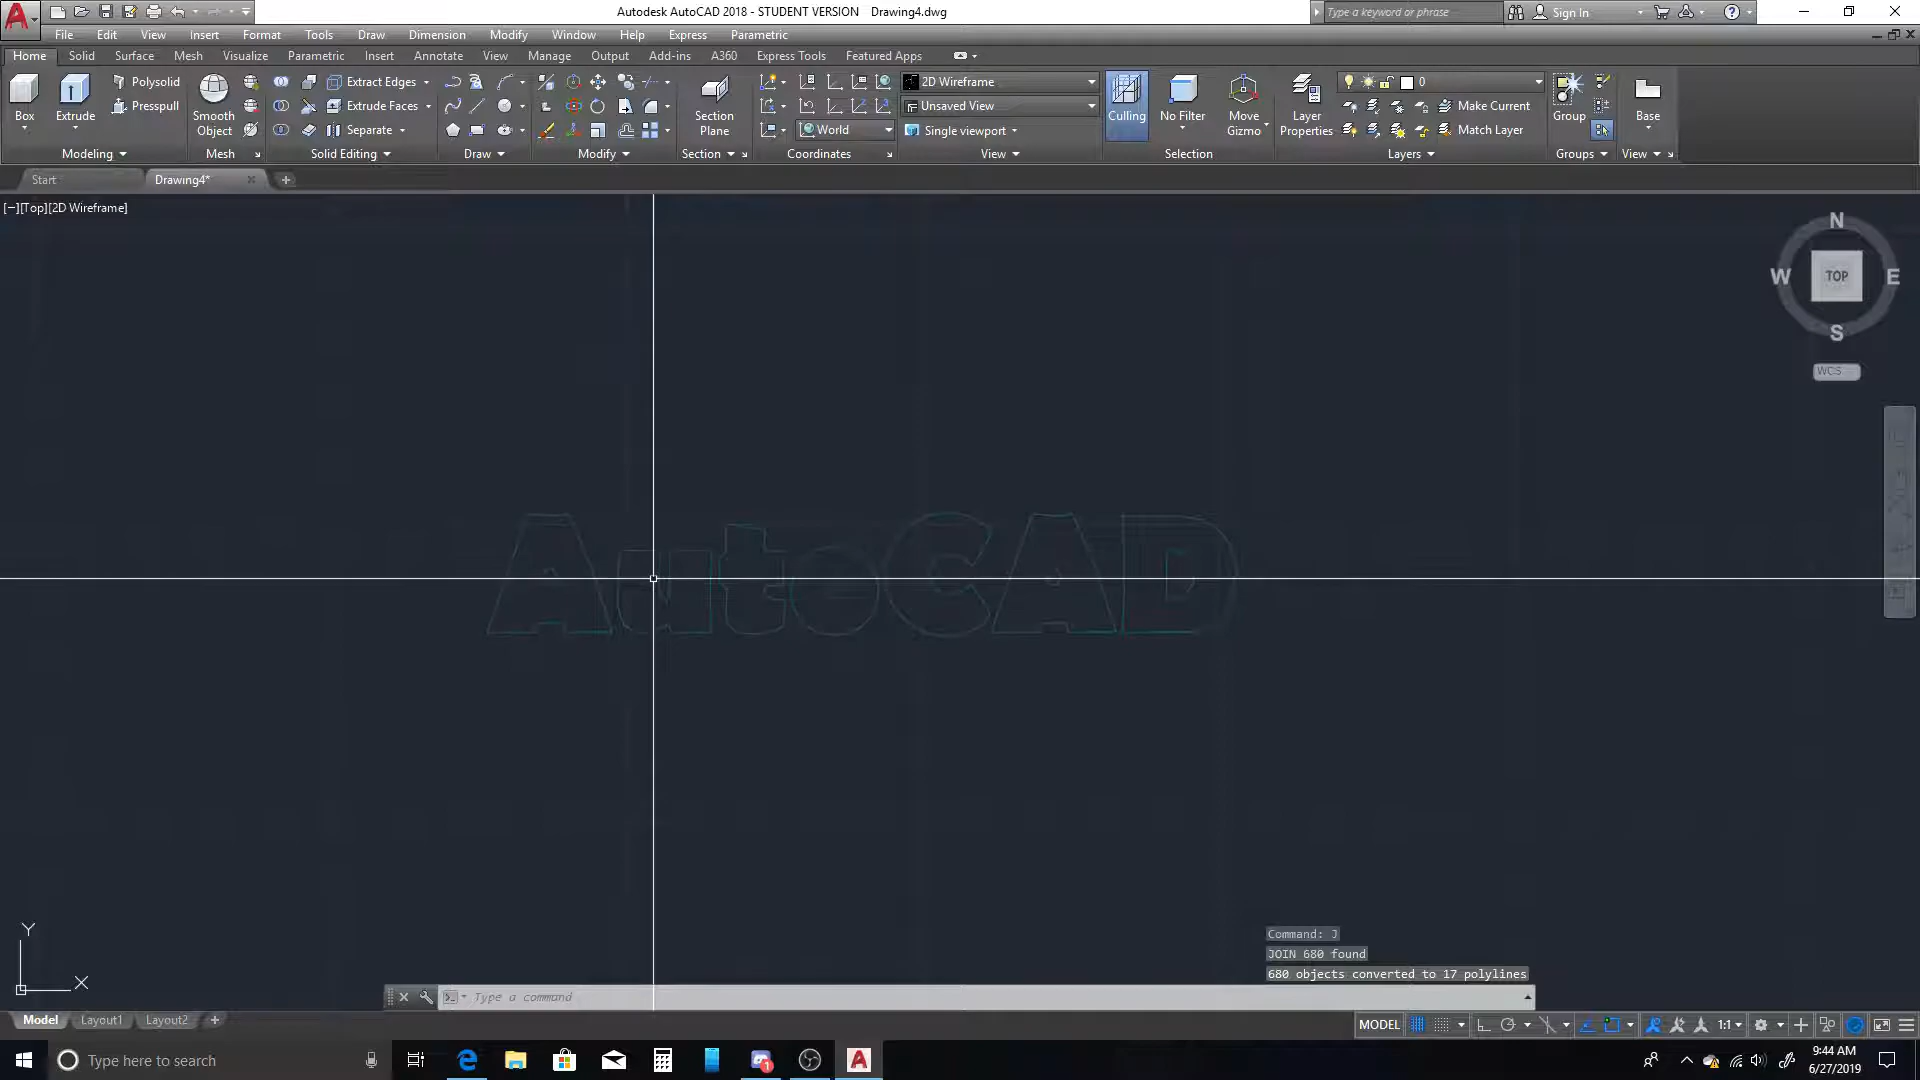 Autodesk AutoCAD 2018 - STUDENT VERSION Drawing4.dwg
Type a keyword or phrase
Sign In
File Edit View Insert Format Tools Draw Dimension Modify Window Help Express Parametric
Home Solid Surface Mesh Visualize Parametric Insert Annotate View Manage Output Add-ins A360 Express Tools Featured Apps
Box
Extrude
Polysolid
Presspull
Modeling
Smooth Object
Mesh
Extract Edges
Extrude Faces
Separate
Solid Editing
Draw
Modify
Section Plane
Section
World
Coordinates
2D Wireframe
Unsaved View
Single viewport
View
Culling
No Filter
Move Gizmo
Selection
Layer Properties
0
Make Current
Match Layer
Layers
Group
Groups
Base
View
Start
Drawing4*
[−][Top][2D Wireframe]
N
W TOP E
S
WCS
AutoCAD
Y
X
Command: J
JOIN 680 found
680 objects converted to 17 polylines
Type a command
Model Layout1 Layout2
MODEL
1:1
Type here to search
1
9:44 AM
6/27/2019